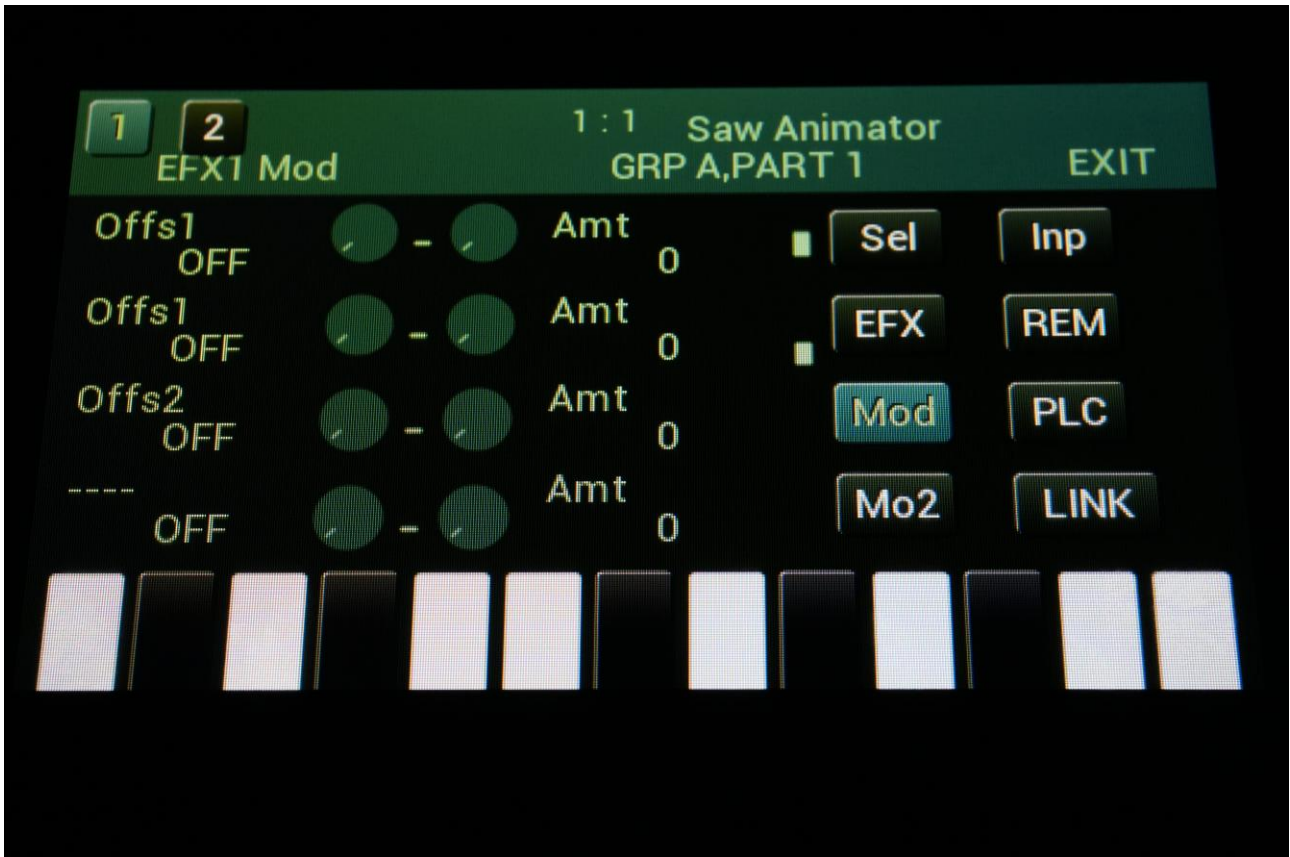 1 2 1 : 1 Saw Animator
EFX1 Mod GRP A,PART 1 EXIT
Offs1 - Amt Sel Inp
OFF 0
Offs1 - Amt EFX REM
OFF 0
Offs2 - Amt Mod PLC
OFF 0
---- - Amt Mo2 LINK
OFF 0